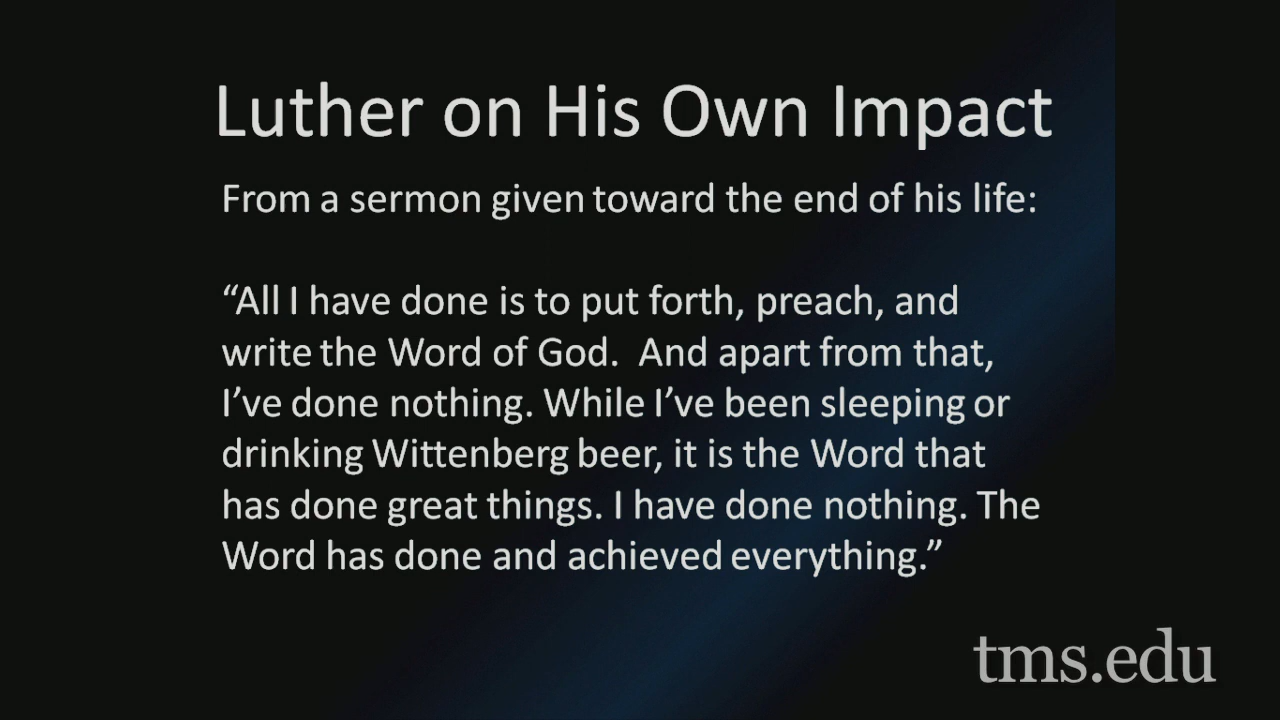 Luther on His Own Impact
From a sermon given toward the end of his life:
“All I have done is to put forth, preach, and
write the Word of God.  And apart from that,
I’ve done nothing. While I’ve been sleeping or
drinking Wittenberg beer, it is the Word that
has done great things. I have done nothing. The
Word has done and achieved everything.”
tms.edu